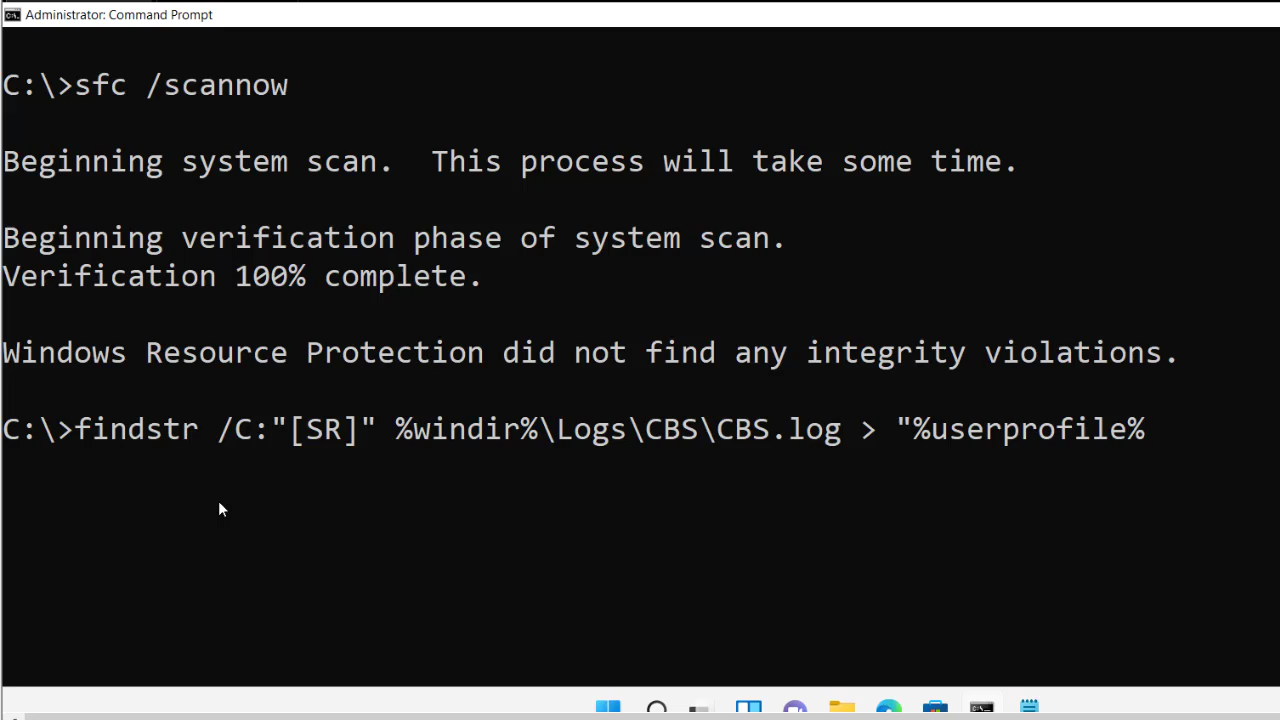 Administrator: Command Prompt
C:\>sfc /scannow
Beginning system scan.  This process will take some time.
Beginning verification phase of system scan.
Verification 100% complete.
Windows Resource Protection did not find any integrity violations.
C:\>findstr /C:"[SR]" %windir%\Logs\CBS\CBS.log > "%userprofile%